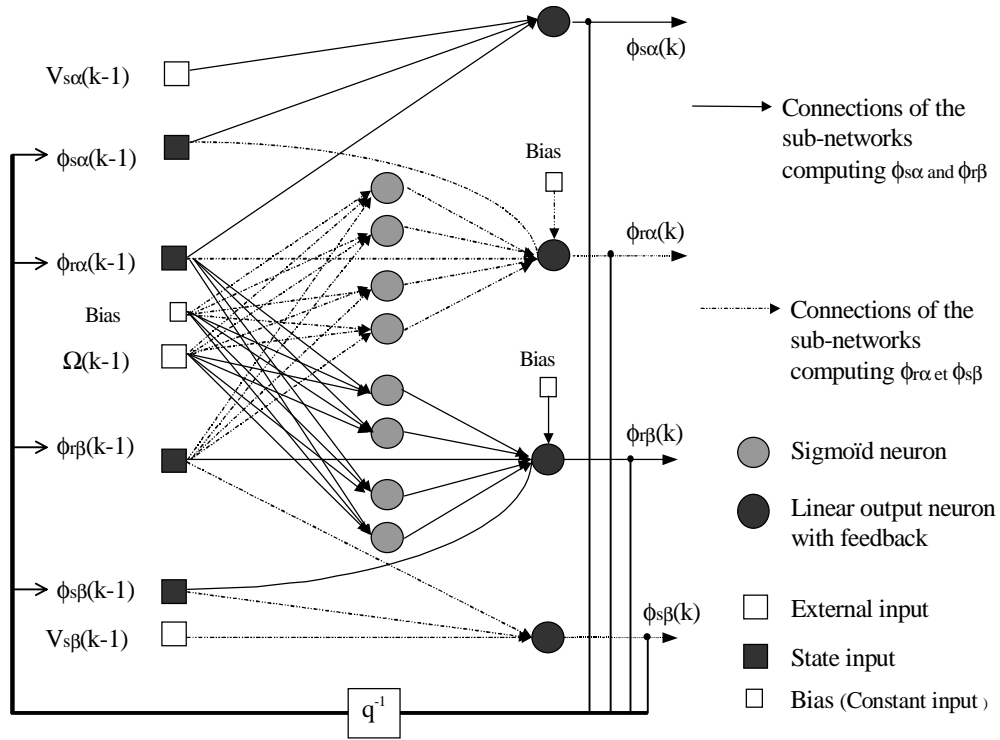 ϕsα(k)
Vsα(k-1)
ϕsα(k-1)
Bias
ϕrα(k-1)
ϕrα(k)
Bias
Ω(k-1)
Bias
ϕrβ(k-1)
ϕrβ(k)
ϕsβ(k-1)
ϕsβ(k)
Vsβ(k-1)
q-1
Connections of the
sub-networks
computing ϕsα and ϕrβ
Connections of the
sub-networks
computing ϕrα et ϕsβ
Sigmoïd neuron
Linear output neuron
with feedback
External input
State input
Bias (Constant input )